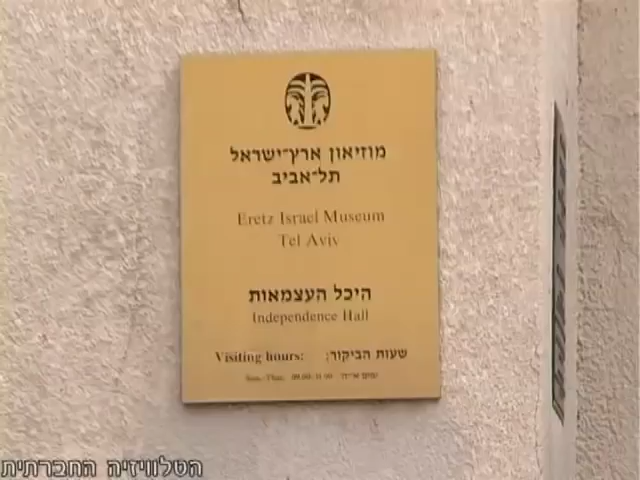 מוזיאון ארץ־ישראל
תל־אביב
Eretz Israel Museum
Tel Aviv
היכל העצמאות
Independence Hall
Visiting hours: שעות הביקור:
הטלוויזיה החברתית